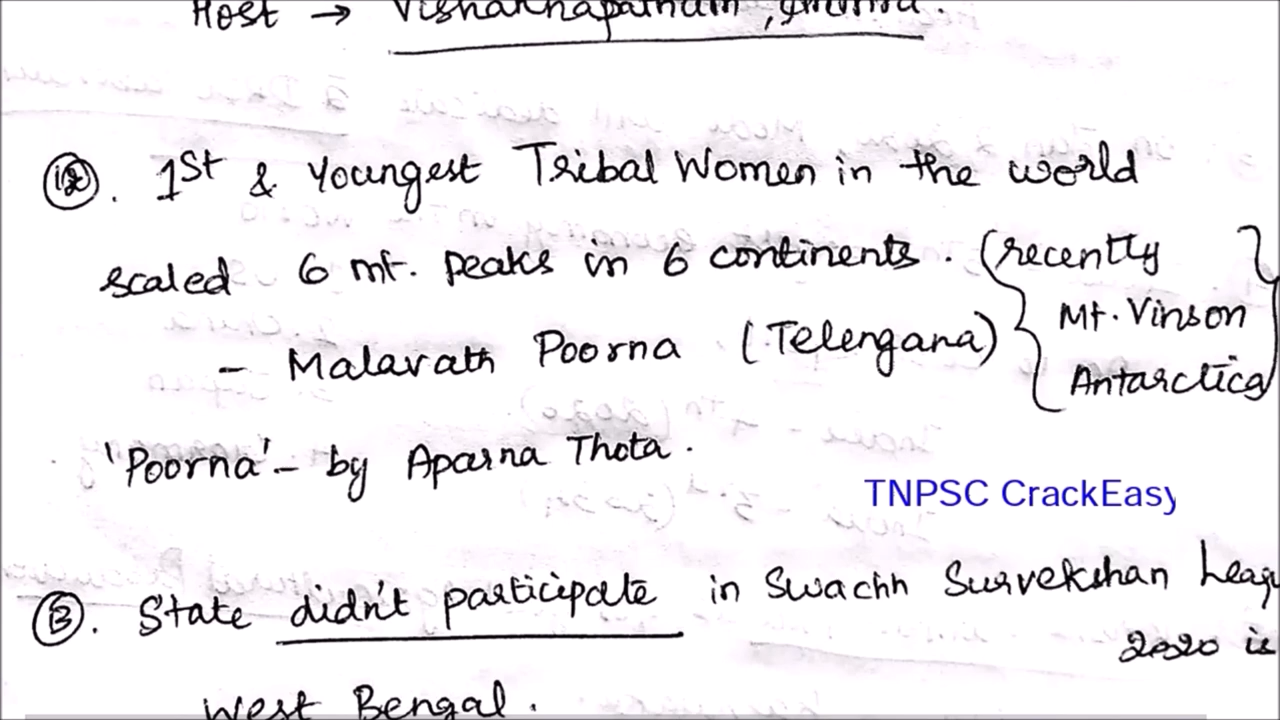 Host →
12. 1st & Youngest Tribal Women in the world
scaled 6 mt. peaks in 6 continents. (recently
Mt. Vinson
- Malavath Poorna (Telengana)
Antarctica
'Poorna' - by Aparna Thota.
TNPSC CrackEasy
13. State didn't participate in Swachh Survekshan Leagu
2020 is
West Bengal.